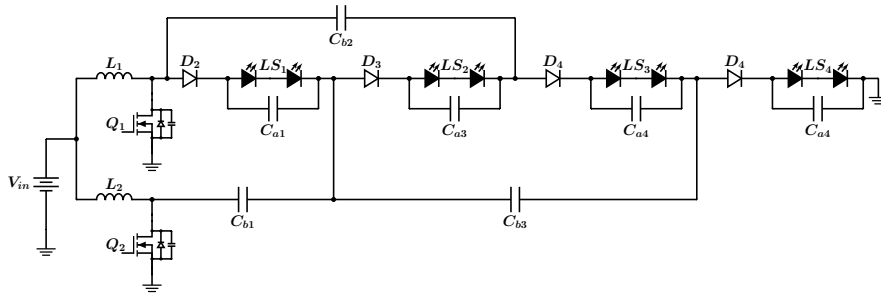 C_{b2}
L_1
D_2
LS_1
D_3
LS_2
D_4
LS_3
D_4
LS_4
Q_1
C_{a1}
C_{a3}
C_{a4}
C_{a4}
V_{in}
L_2
C_{b1}
C_{b3}
Q_2